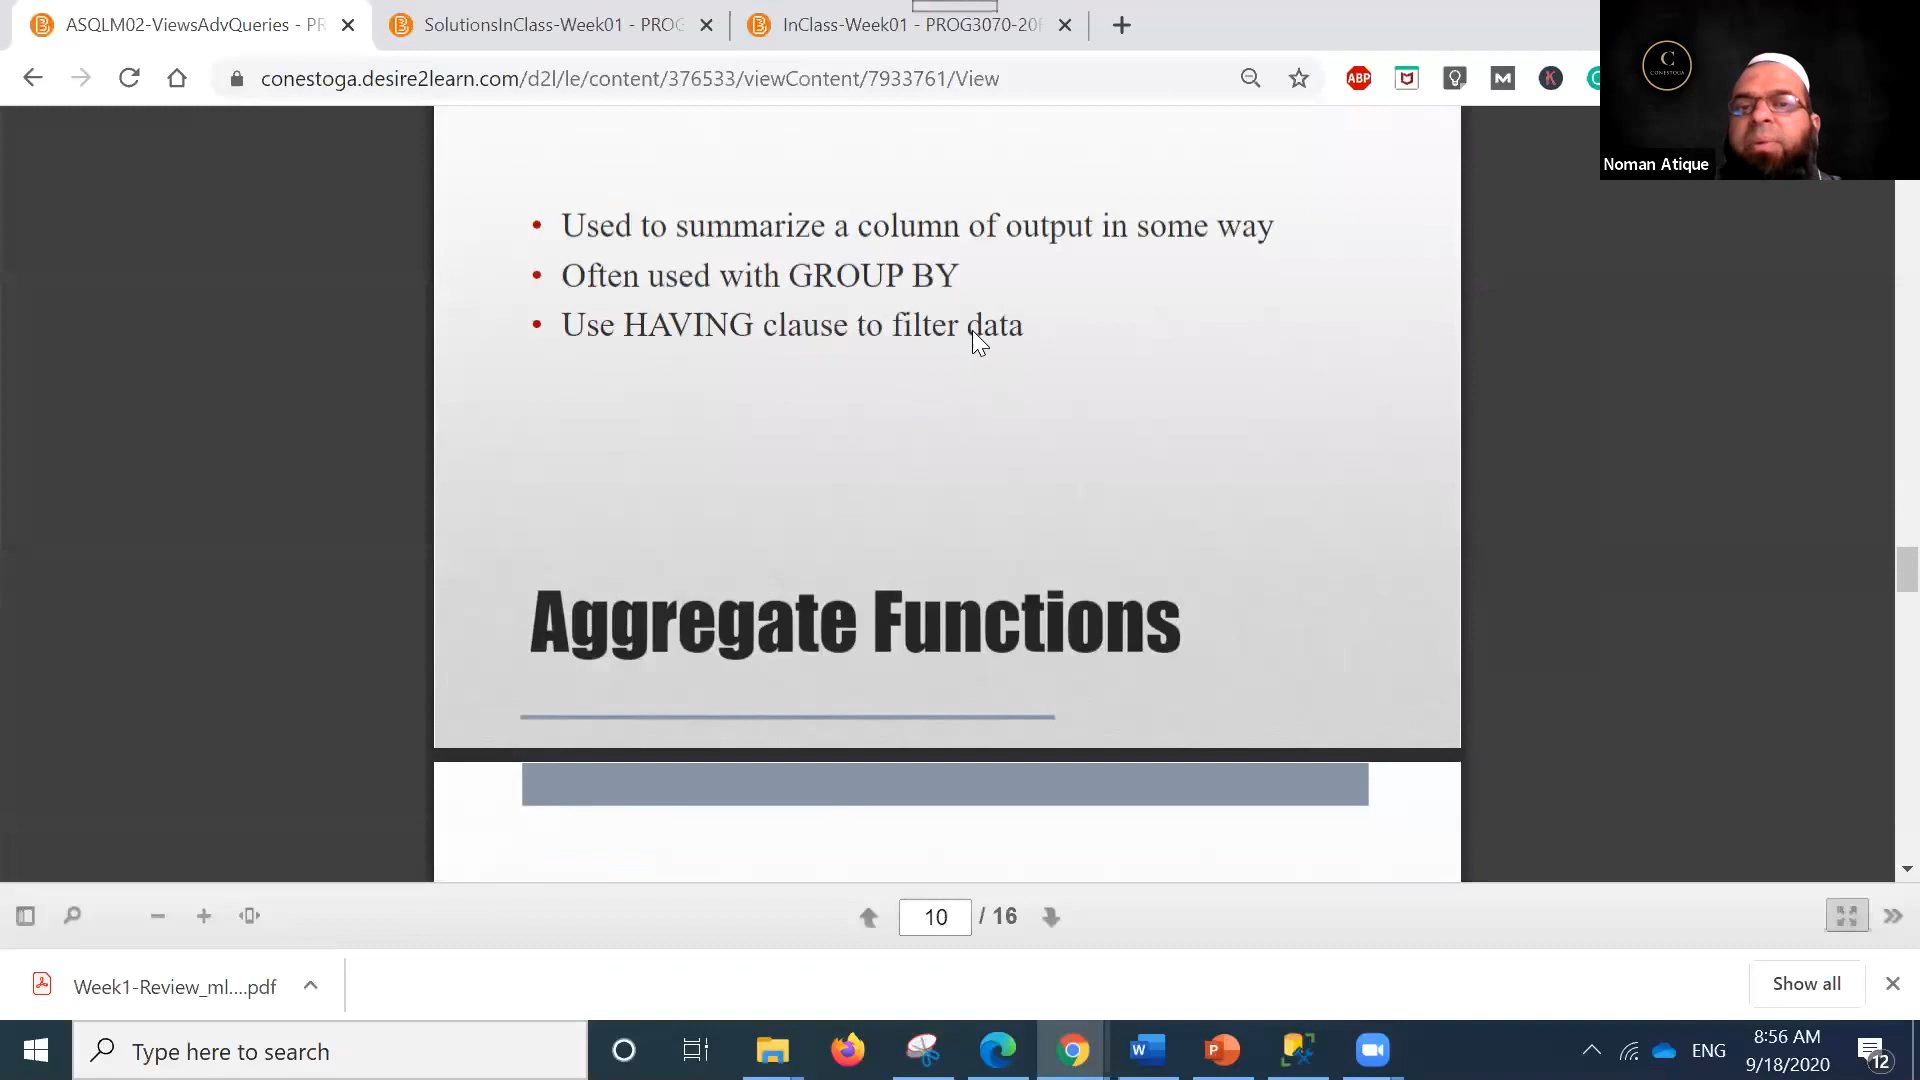 ASQLM02-ViewsAdvQueries - PR
SolutionsInClass-Week01 - PROG
InClass-Week01 - PROG3070-20f
conestoga.desire2learn.com/d2l/le/content/376533/viewContent/7933761/View
ABP
M
K
C
CONESTOGA
Noman Atique
• Used to summarize a column of output in some way
• Often used with GROUP BY
• Use HAVING clause to filter data
Aggregate Functions
10 / 16
Week1-Review_ml....pdf
Show all
Type here to search
ENG
8:56 AM
9/18/2020
12